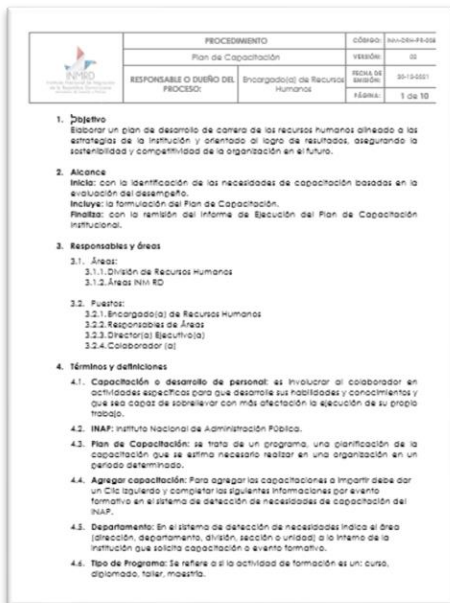 PROCEDIMIENTO
CÓDIGO:
Plan de Capacitación
VERSIÓN: 02
INMRD
RESPONSABLE O DUEÑO DEL PROCESO:
Encargado(a) de Recursos Humanos
FECHA DE EMISIÓN:
PÁGINA: 1 de 10
1. Objetivo
Elaborar un plan de desarrollo de carrera de los recursos humanos alineado a las
estrategias de la institución y orientado al logro de resultados, asegurando la
sostenibilidad y competitividad de la organización en el futuro.
2. Alcance
Inicia: con la identificación de las necesidades de capacitación basadas en la
evaluación del desempeño.
Incluye: la formulación del Plan de Capacitación.
Finaliza: con la remisión del Informe de Ejecución del Plan de Capacitación
Institucional.
3. Responsables y áreas
3.1. Áreas:
3.1.1. División de Recursos Humanos
3.1.2. Áreas INM RD
3.2. Puestos:
3.2.1. Encargado(a) de Recursos Humanos
3.2.2. Responsables de Áreas
3.2.3. Director(a) Ejecutivo(a)
3.2.4. Colaborador (a)
4. Términos y definiciones
4.1. Capacitación o desarrollo de personal: es involucrar al colaborador en
actividades específicas para que desarrolle sus habilidades y conocimientos y
que sea capaz de sobrellevar con más afectación la ejecución de su propio
trabajo.
4.2. INAP: Instituto Nacional de Administración Pública.
4.3. Plan de Capacitación: se trata de un programa, una planificación de la
capacitación que se estima necesario realizar en una organización en un
periodo determinado.
4.4. Agregar capacitación: Para agregar las capacitaciones a impartir debe dar
un Clic Izquierdo y completar las siguientes informaciones por evento
formativo en el sistema de detección de necesidades de capacitación del
INAP.
4.5. Departamento: En el sistema de detección de necesidades indica el área
(dirección, departamento, división, sección o unidad) a lo interno de la
institución que solicita capacitación o evento formativo.
4.6. Tipo de Programa: Se refiere a si la actividad de formación es un: curso,
diplomado, taller, maestría.